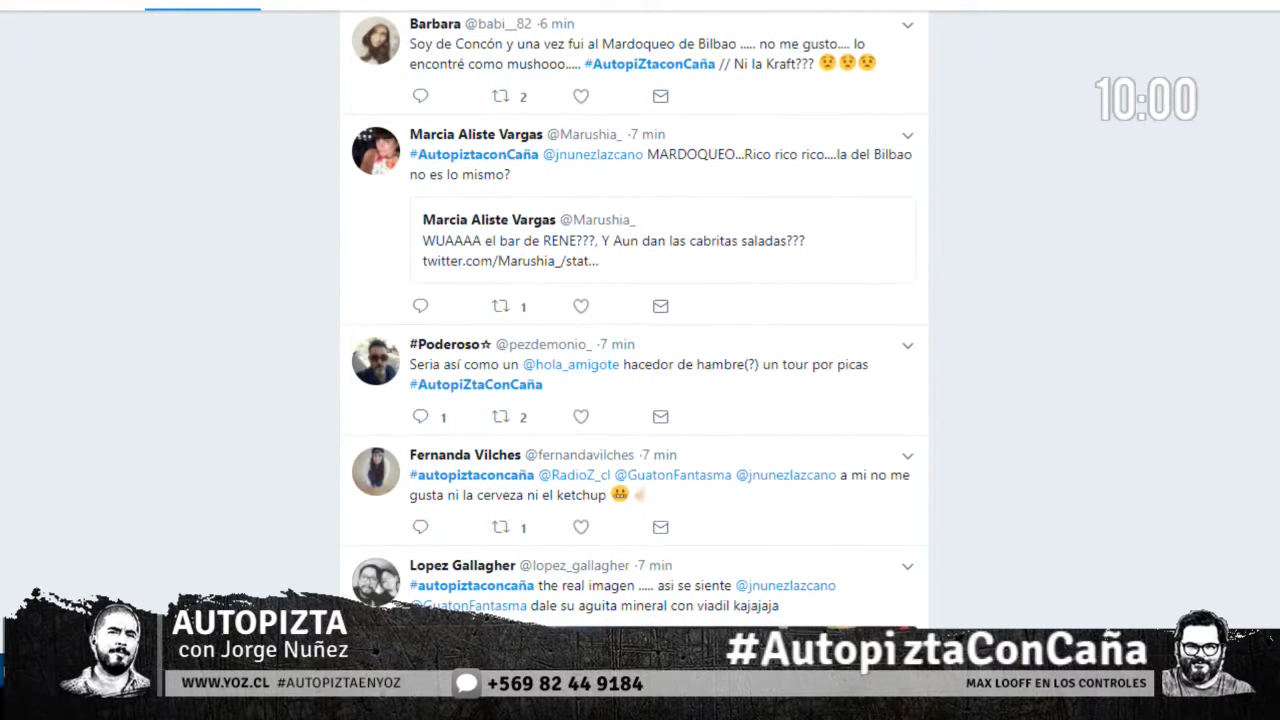 Barbara @babi__82 · 6 min
Soy de Concón y una vez fui al Mardoqueo de Bilbao ..... no me gusto.... lo
encontré como mushooo..... #AutopiZtaconCaña // Ni la Kraft??? 😟😟😟
2
10:00
Marcia Aliste Vargas @Marushia_ · 7 min
#AutopiztaconCaña @jnunezlazcano MARDOQUEO...Rico rico rico....la del Bilbao
no es lo mismo?
Marcia Aliste Vargas @Marushia_
WUAAAA el bar de RENE???, Y Aun dan las cabritas saladas???
twitter.com/Marushia_/stat...
1
#Poderoso☆ @pezdemonio_ · 7 min
Seria así como un @hola_amigote hacedor de hambre(?) un tour por picas
#AutopiZtaConCaña
1 2
Fernanda Vilches @fernandavilches · 7 min
#autopiztaconcaña @RadioZ_cl @GuatonFantasma @jnunezlazcano a mi no me
gusta ni la cerveza ni el ketchup
1
Lopez Gallagher @lopez_gallagher · 7 min
#autopiztaconcaña the real imagen ..... asi se siente @jnunezlazcano
@GuatonFantasma dale su aguita mineral con viadil kajajaja
AUTOPIZTA
con Jorge Nuñez
#AutopiztaConCaña
WWW.YOZ.CL #AUTOPIZTAENYOZ
+569 82 44 9184
MAX LOOFF EN LOS CONTROLES